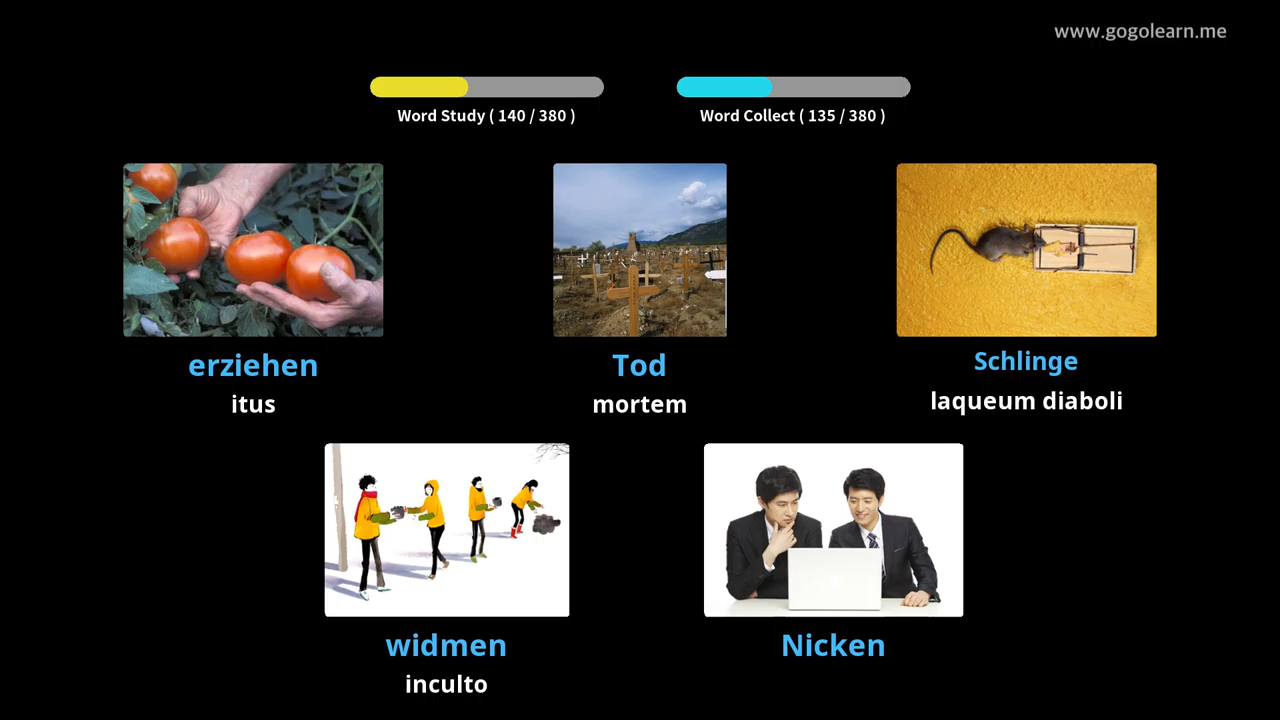 www.gogolearn.me
Word Study ( 140 / 380 )
Word Collect ( 135 / 380 )
erziehen
itus
Tod
mortem
Schlinge
laqueum diaboli
widmen
inculto
Nicken